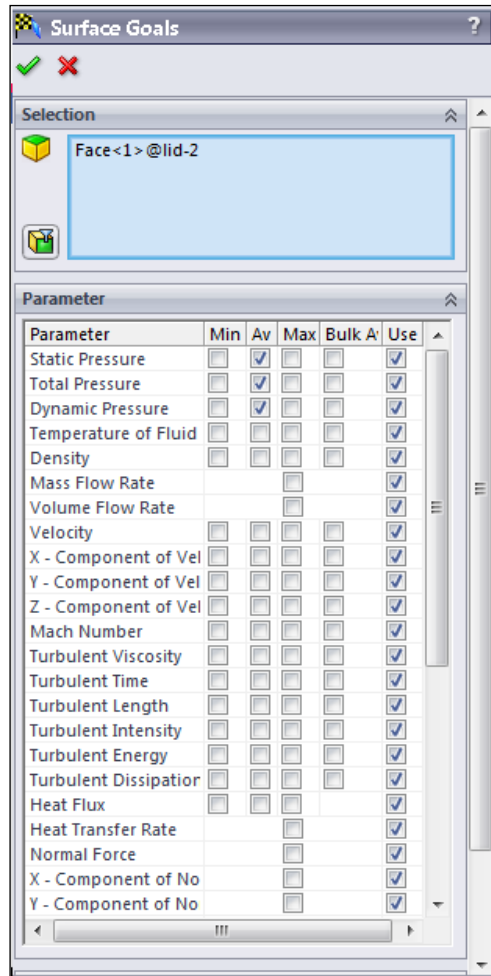 Surface Goals ?
Selection
Face<1>@lid-2
Parameter
Parameter Min Av Max Bulk A Use
Static Pressure
Total Pressure
Dynamic Pressure
Temperature of Fluid
Density
Mass Flow Rate
Volume Flow Rate
Velocity
X - Component of Vel
Y - Component of Vel
Z - Component of Vel
Mach Number
Turbulent Viscosity
Turbulent Time
Turbulent Length
Turbulent Intensity
Turbulent Energy
Turbulent Dissipation
Heat Flux
Heat Transfer Rate
Normal Force
X - Component of No
Y - Component of No